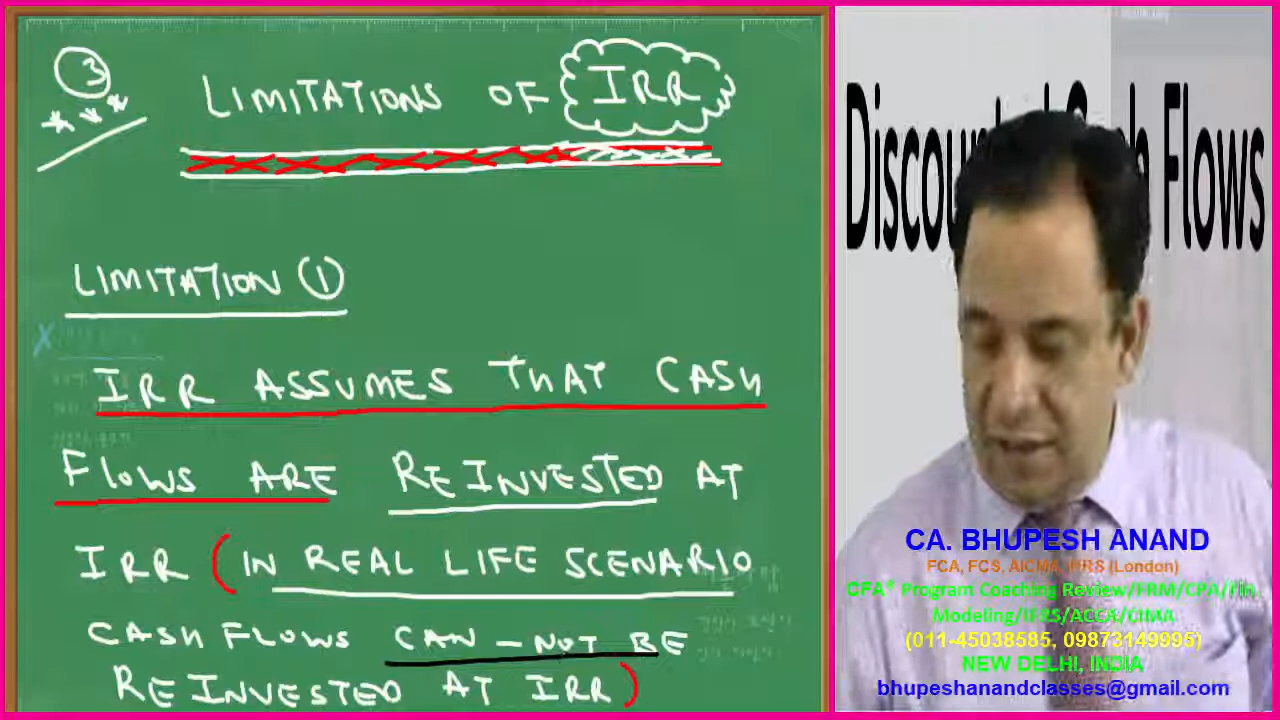 3
LIMITATIONS OF IRR
LIMITATION 1
IRR ASSUMES THAT CASH
FLOWS ARE REINVESTED AT
IRR (IN REAL LIFE SCENARIO
CASH FLOWS CAN-NOT BE
REINVESTED AT IRR)
Flows
CA. BHUPESH ANAND
FCA, FCS, AICMA, (London)
CFA® Program Coaching Review/FRM/CPA/Fin
Modeling/IFRS/ACCA/CIMA
(011-45038585, 09873149995)
NEW DELHI, INDIA
bhupeshanandclasses@gmail.com